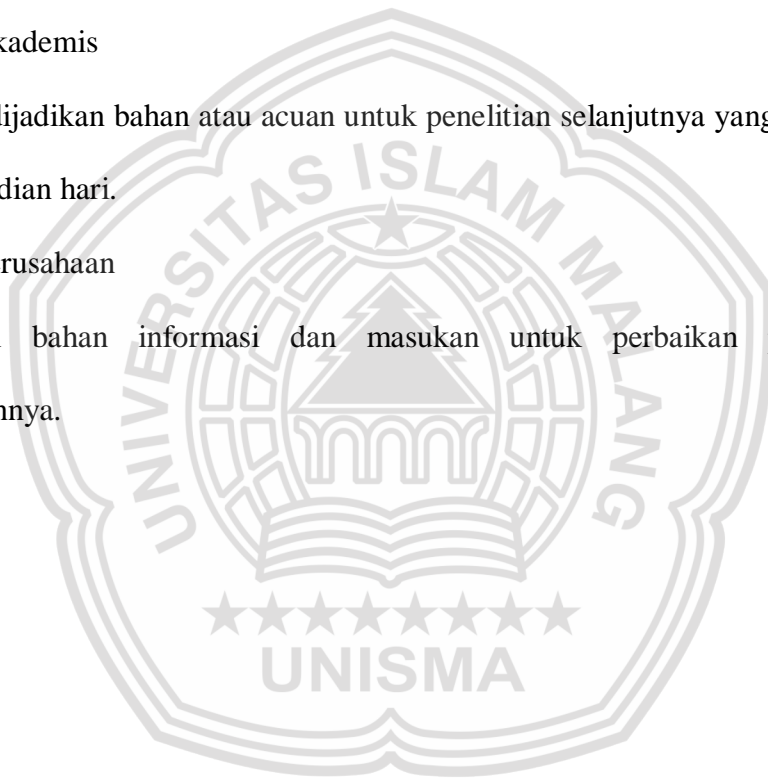 kademis
dijadikan bahan atau acuan untuk penelitian selanjutnya yang
dian hari.
rusahaan
bahan informasi dan masukan untuk perbaikan
nnya.
UNIVERSITAS ISLAM MALANG
UNISMA